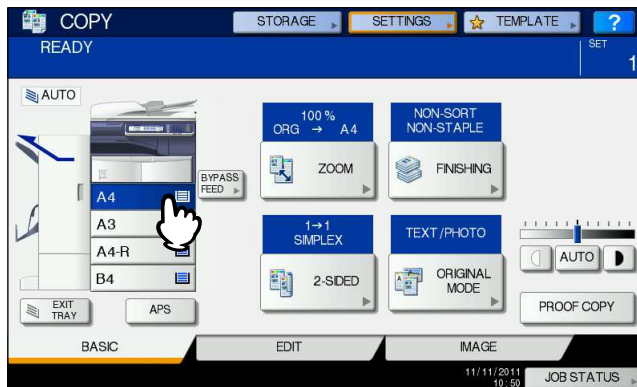 COPY
STORAGE
SETTINGS
TEMPLATE
?
READY
SET
1
AUTO
100 %
ORG → A4
ZOOM
NON-SORT
NON-STAPLE
FINISHING
BYPASS
FEED
A4
A3
A4-R
B4
1→1
SIMPLEX
2-SIDED
TEXT/PHOTO
ORIGINAL
MODE
AUTO
EXIT
TRAY
APS
PROOF COPY
BASIC
EDIT
IMAGE
11/11/2011
10:50
JOB STATUS